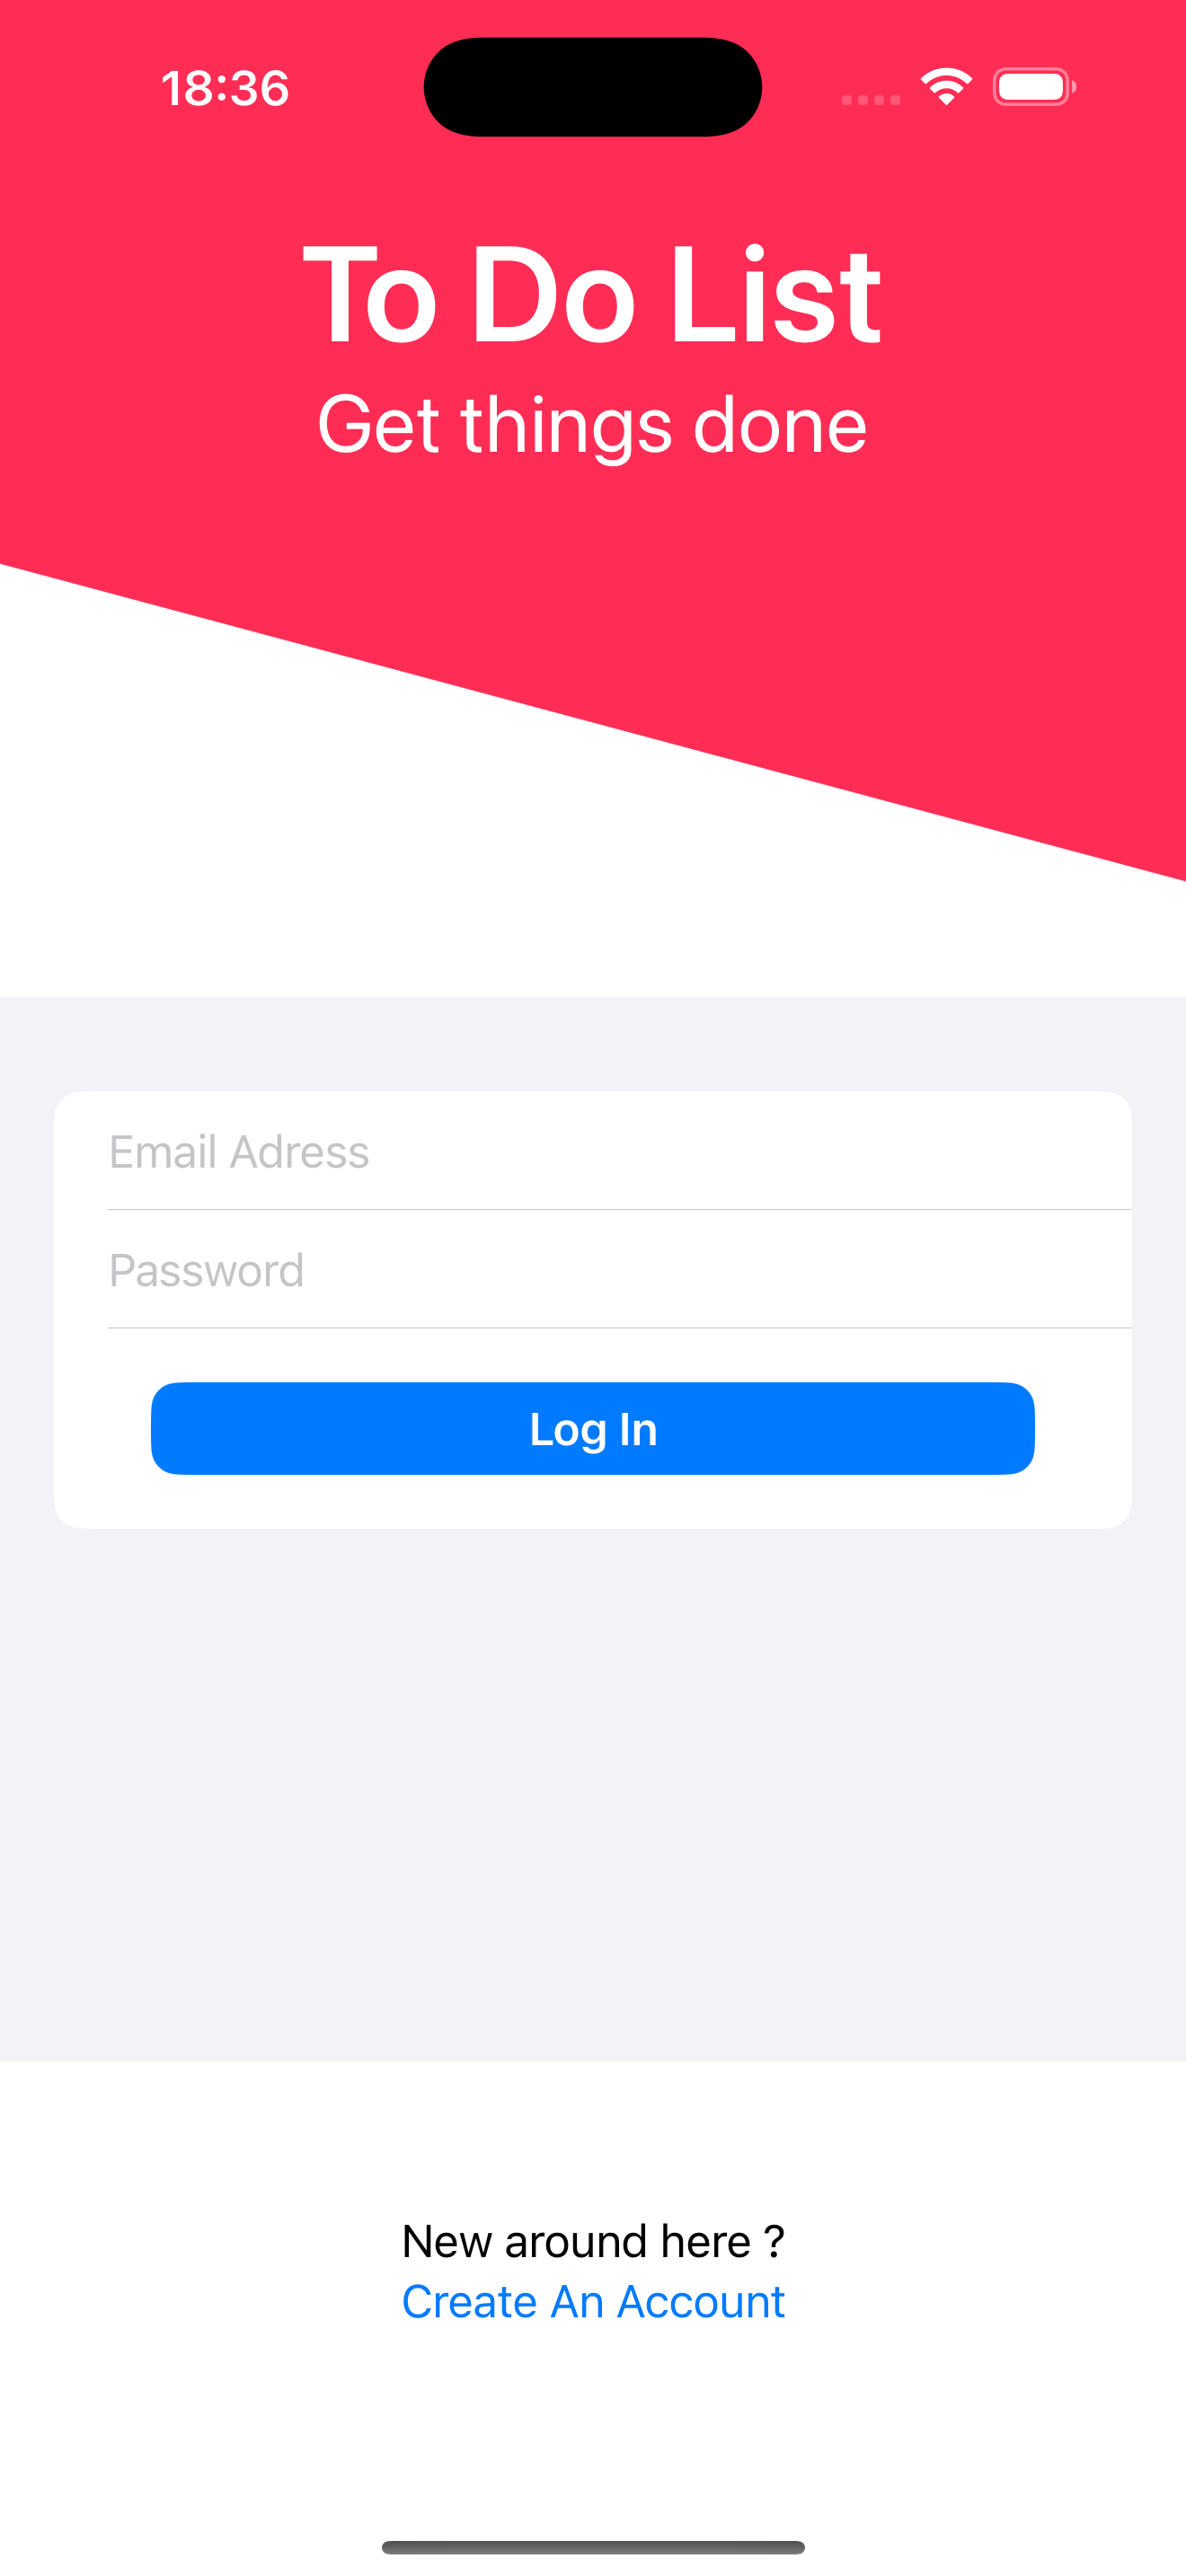 18:36
To Do List
Get things done
Email Adress
Password
Log In
New around here ?
Create An Account